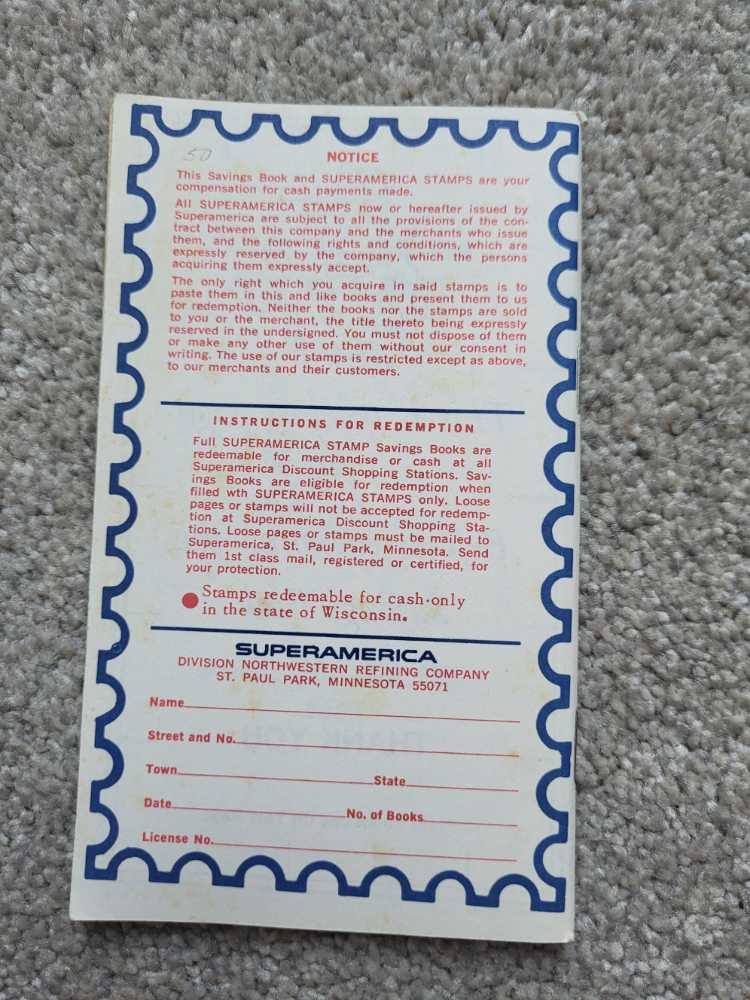 50
NOTICE
This Savings Book and SUPERAMERICA STAMPS are your
compensation for cash payments made.
All SUPERAMERICA STAMPS now or hereafter issued by
Superamerica are subject to all the provisions of the con-
tract between this company and the merchants who issue
them, and the following rights and conditions, which are
expressly reserved by the company, which the persons
acquiring them expressly accept.
The only right which you acquire in said stamps is to
paste them in this and like books and present them to us
for redemption. Neither the books nor the stamps are sold
to you or the merchant, the title thereto being expressly
reserved in the undersigned. You must not dispose of them
or make any other use of them without our consent in
writing. The use of our stamps is restricted except as above,
to our merchants and their customers.
INSTRUCTIONS FOR REDEMPTION
Full SUPERAMERICA STAMP Savings Books are
redeemable for merchandise or cash at all
Superamerica Discount Shopping Stations. Sav-
ings Books are eligible for redemption when
filled wth SUPERAMERICA STAMPS only. Loose
pages or stamps will not be accepted for redemp-
tion at Superamerica Discount Shopping Sta-
tions. Loose pages or stamps must be mailed to
Superamerica, St. Paul Park, Minnesota. Send
them 1st class mail, registered or certified, for
your protection.
Stamps redeemable for cash-only
in the state of Wisconsin.
SUPERAMERICA
DIVISION NORTHWESTERN REFINING COMPANY
ST. PAUL PARK, MINNESOTA 55071
Name
Street and No.
Town State
Date No. of Books
License No.